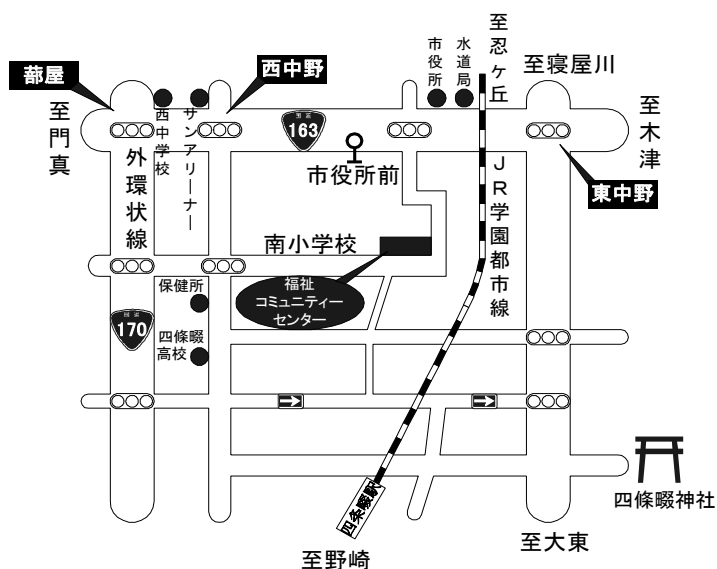 至忍ヶ丘
水道局
市役所
西中野
蔀屋
至寝屋川
至門真
至木津
国道
163
西中学校
サンアリーナー
外環状線
市役所前
JR学園都市線
東中野
南小学校
保健所
福祉
コミュニティー
センター
国道
170
四條畷
高校
四条畷駅
四條畷神社
至大東
至野崎